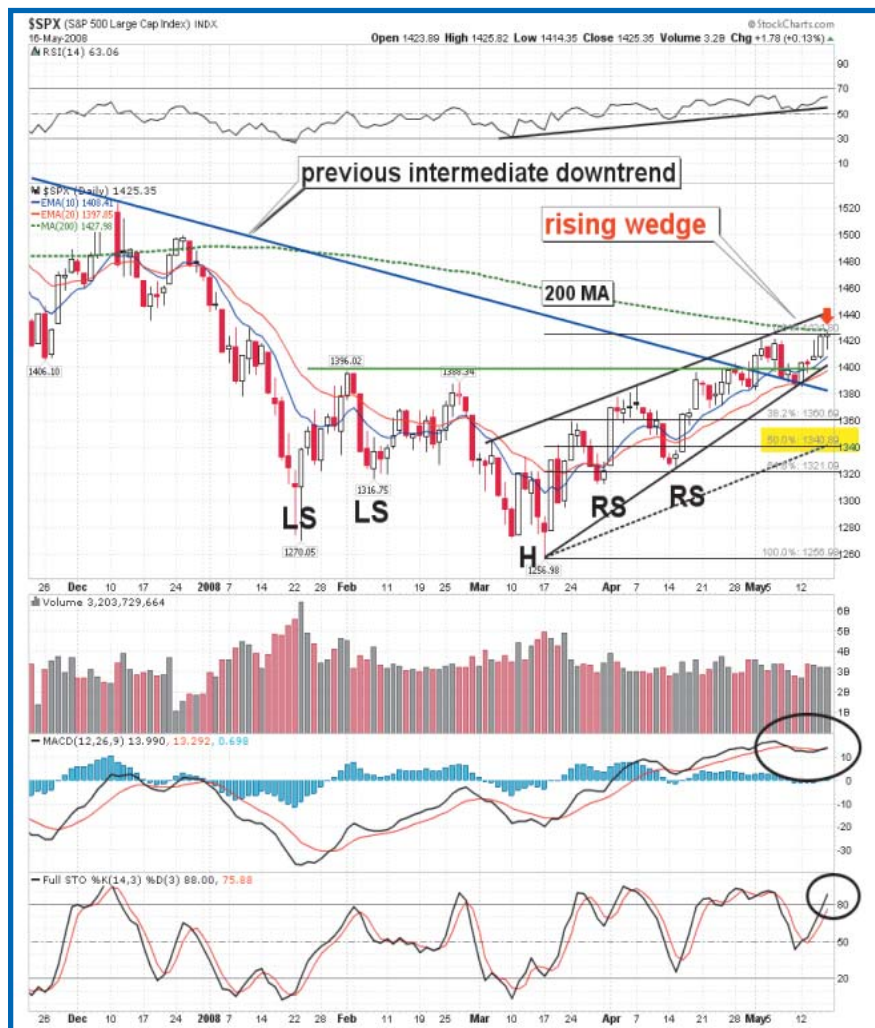 $SPX (S&P 500 Large Cap Index) INDX
© StockCharts.com
16-May-2008
Open 1423.89 High 1425.82 Low 1414.35 Close 1425.35 Volume 3.2B Chg +1.78 (+0.13%)
RSI(14) 63.06
90
70
50
30
10
previous intermediate downtrend
$SPX (Daily) 1425.35
EMA(10) 1408.41
EMA(20) 1397.85
MA(200) 1427.98
rising wedge
200 MA
1520
1500
1480
1460
1440
1420
1400
1380
1360
1340
1320
1300
1280
1260
1406.10
1396.02
1388.34
38.2%: 1360.69
50.0%: 1340.89
61.8%: 1321.09
1316.75
LS
LS
RS
RS
1270.05
H
1256.98
100.0%: 1256.98
26 Dec 10 17 24 2008 7 14 22 28 Feb 11 19 25 Mar 10 17 24 Apr 7 14 21 28 May 5 12
Volume 3,203,729,664
6B
5B
4B
3B
2B
1B
MACD(12,26,9) 13.990, 13.292, 0.698
10
0
-10
-20
-30
Full STO %K(14,3) %D(3) 88.00, 75.88
80
50
20
26 Dec 10 17 24 2008 7 14 22 28 Feb 11 19 25 Mar 10 17 24 Apr 7 14 21 28 May 5 12